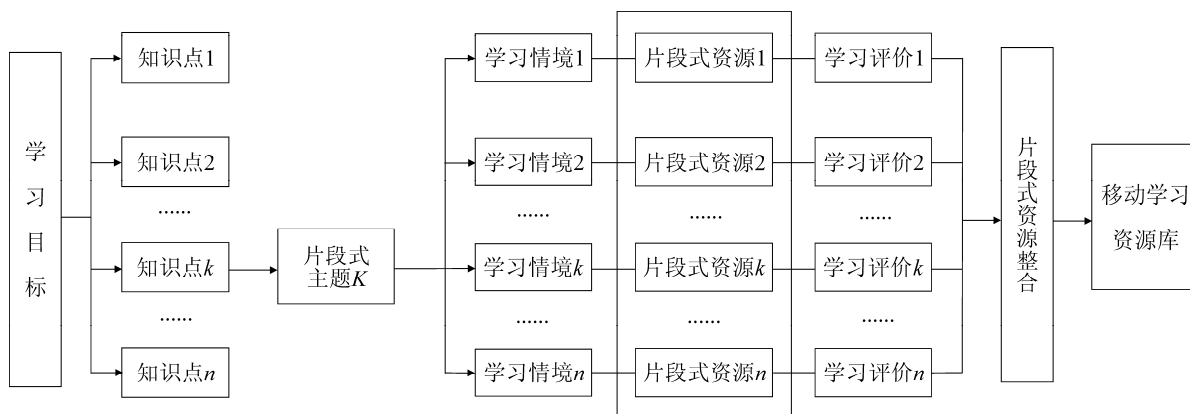 学习目标
知识点1
知识点2
......
知识点k
......
知识点n
片段式
主题K
学习情境1
学习情境2
......
学习情境k
......
学习情境n
片段式资源1
片段式资源2
......
片段式资源k
......
片段式资源n
学习评价1
学习评价2
......
学习评价k
......
学习评价n
片段式资源整合
移动学习
资源库